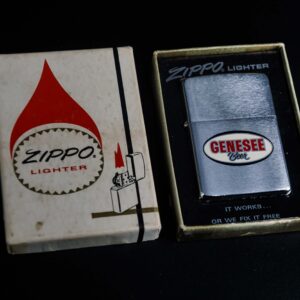 ZIPPO®
LIGHTER
ZIPPO® LIGHTER
GENESEE
Beer
IT WORKS...
OR WE FIX IT FREE